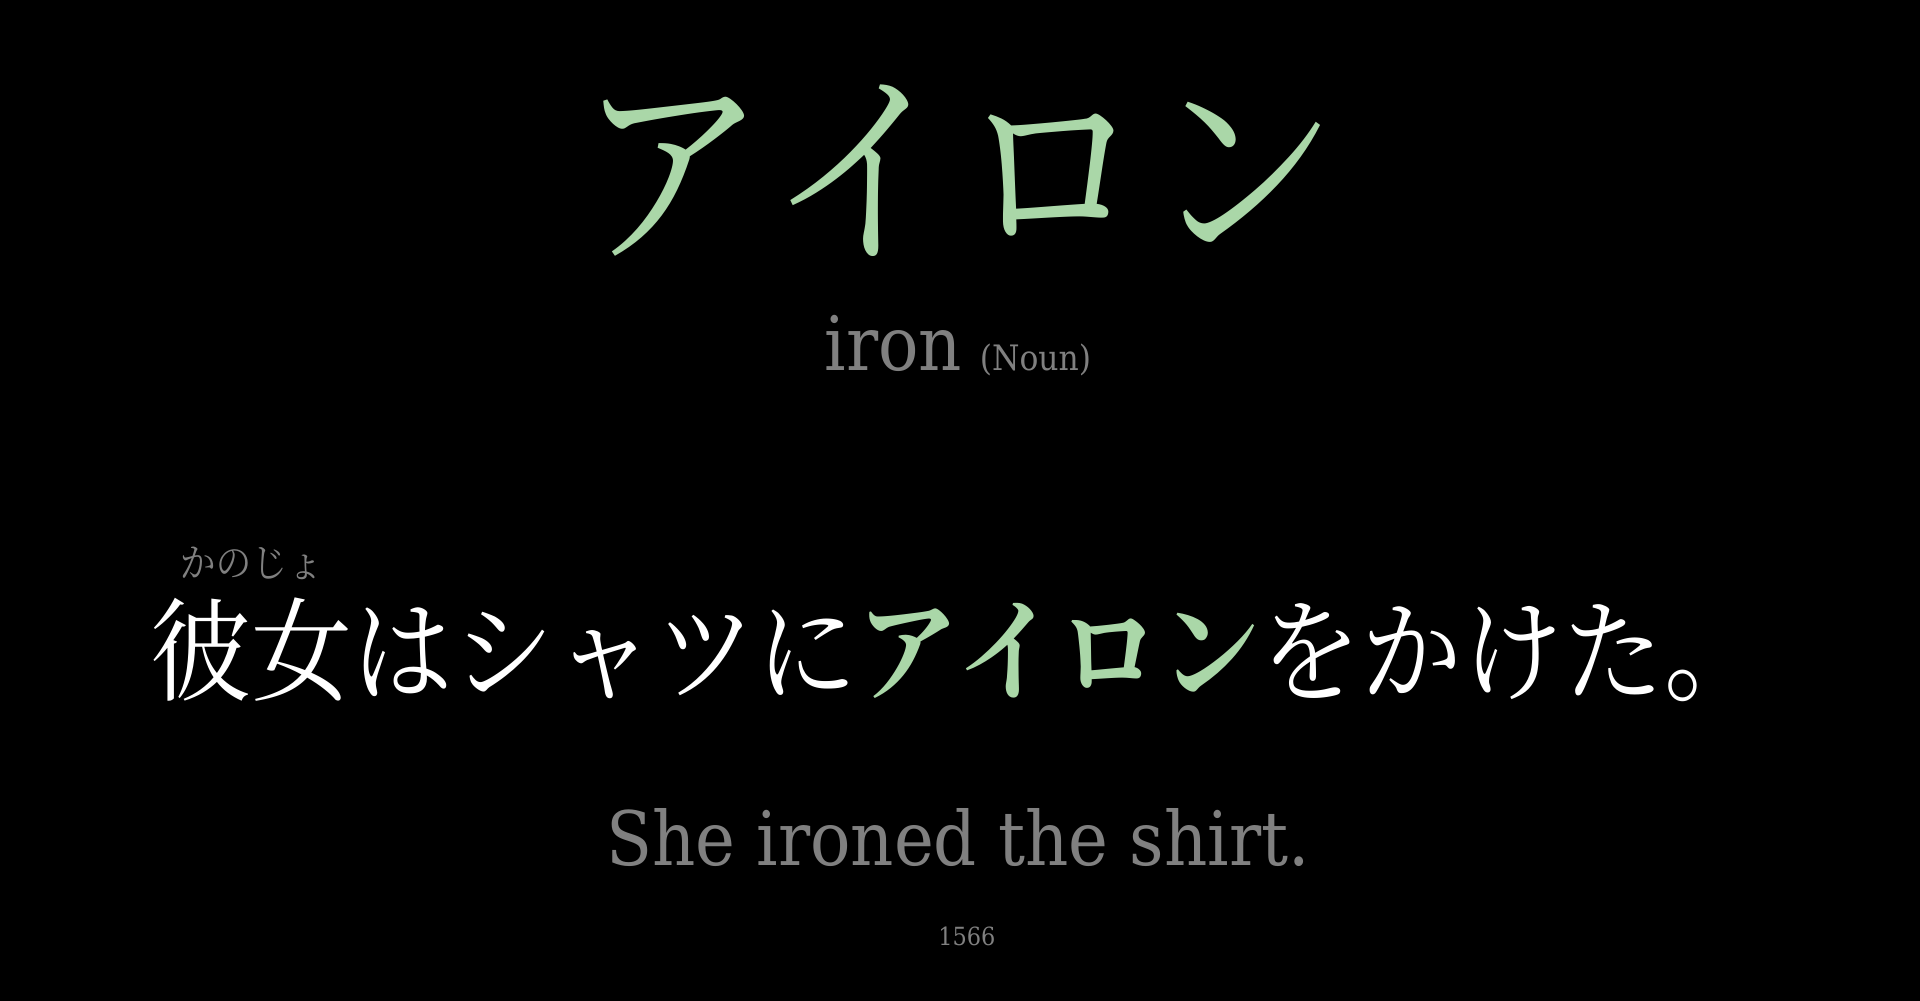 アイロン
iron (Noun)
かのじょ
彼女はシャツにアイロンをかけた。
She ironed the shirt.
1566